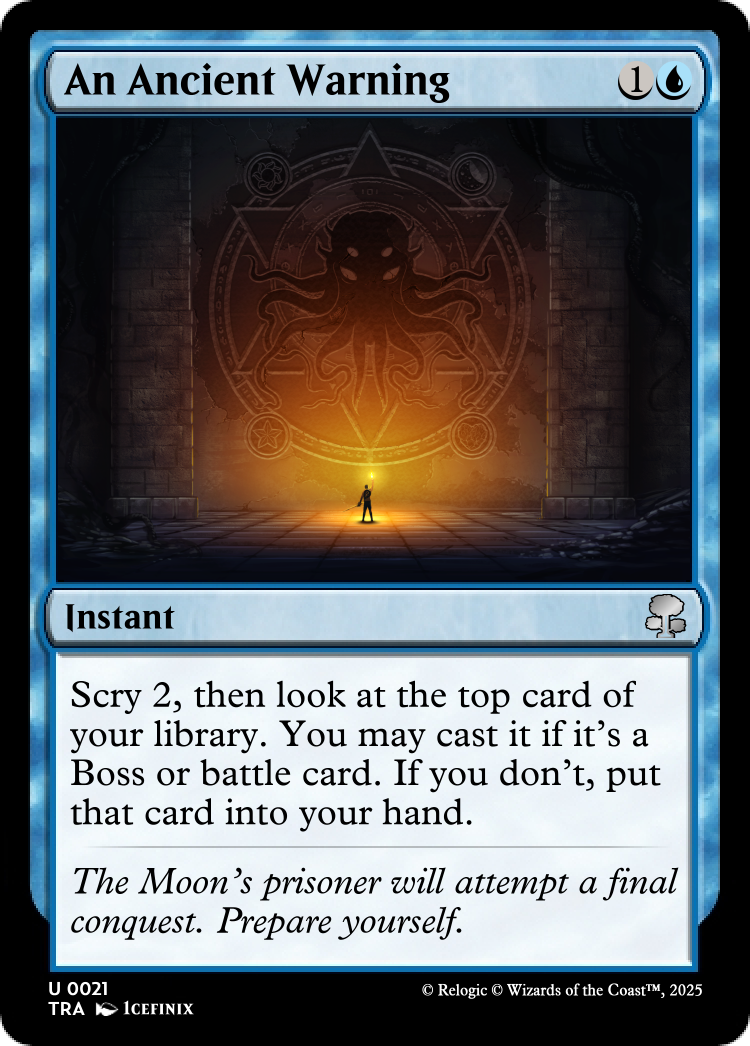 An Ancient Warning
1
Instant
Scry 2, then look at the top card of
your library. You may cast it if it's a
Boss or battle card. If you don't, put
that card into your hand.
The Moon's prisoner will attempt a final
conquest. Prepare yourself.
U 0021
TRA Icefinix
© Relogic © Wizards of the Coast™, 2025